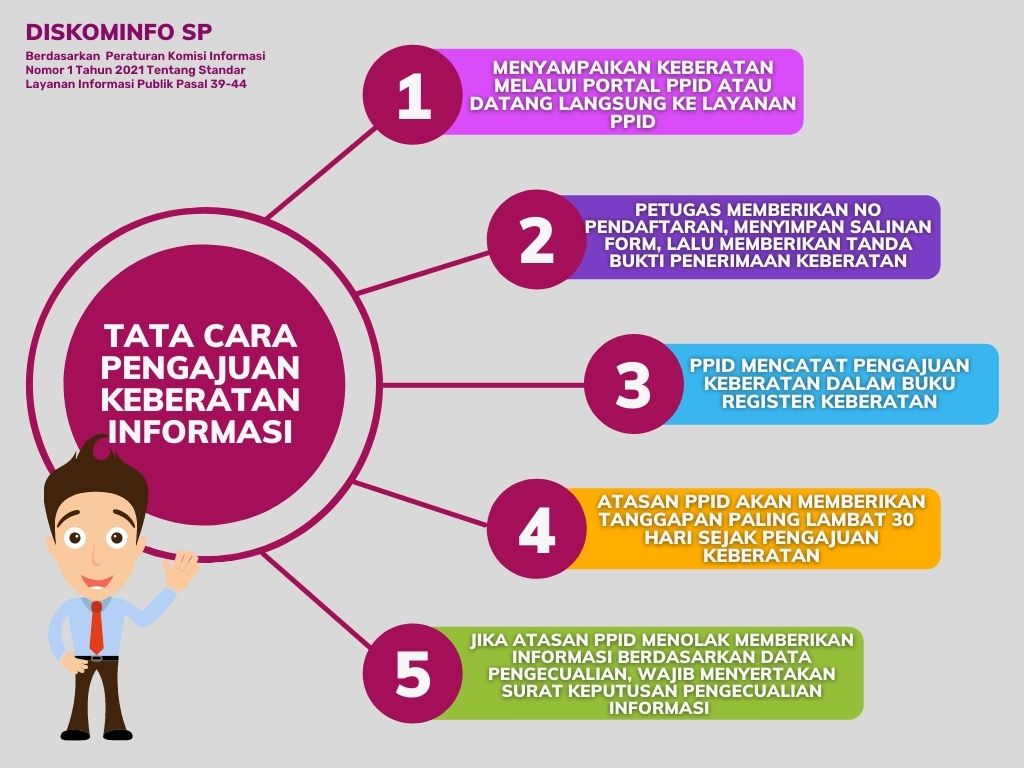 DISKOMINFO SP
Berdasarkan Peraturan Komisi Informasi
Nomor 1 Tahun 2021 Tentang Standar
Layanan Informasi Publik Pasal 39-44
TATA CARA
PENGAJUAN
KEBERATAN
INFORMASI
1
MENYAMPAIKAN KEBERATAN
MELALUI PORTAL PPID ATAU
DATANG LANGSUNG KE LAYANAN
PPID
2
PETUGAS MEMBERIKAN NO
PENDAFTARAN, MENYIMPAN SALINAN
FORM, LALU MEMBERIKAN TANDA
BUKTI PENERIMAAN KEBERATAN
3
PPID MENCATAT PENGAJUAN
KEBERATAN DALAM BUKU
REGISTER KEBERATAN
4
ATASAN PPID AKAN MEMBERIKAN
TANGGAPAN PALING LAMBAT 30
HARI SEJAK PENGAJUAN
KEBERATAN
5
JIKA ATASAN PPID MENOLAK MEMBERIKAN
INFORMASI BERDASARKAN DATA
PENGECUALIAN, WAJIB MENYERTAKAN
SURAT KEPUTUSAN PENGECUALIAN
INFORMASI